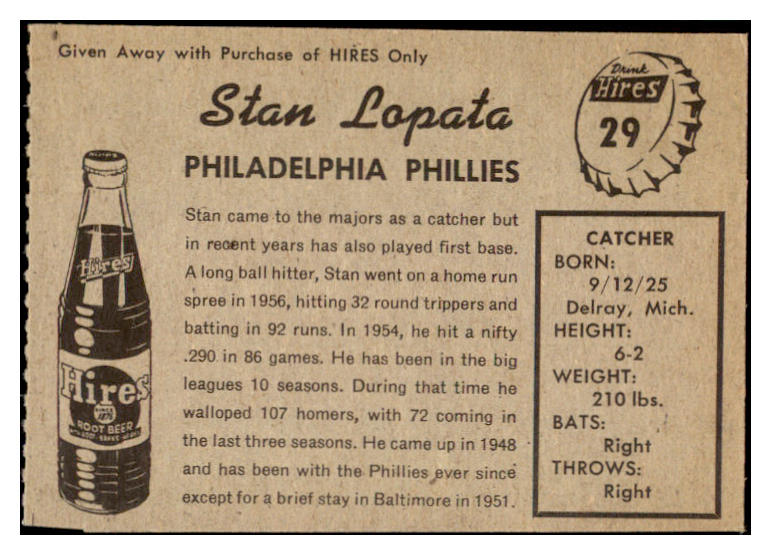 Given Away with Purchase of HIRES Only
Drink
Hires
29
Stan Lopata
PHILADELPHIA PHILLIES
Stan came to the majors as a catcher but
in recent years has also played first base.
A long ball hitter, Stan went on a home run
spree in 1956, hitting 32 round trippers and
batting in 92 runs. In 1954, he hit a nifty
.290 in 86 games. He has been in the big
leagues 10 seasons. During that time he
walloped 107 homers, with 72 coming in
the last three seasons. He came up in 1948
and has been with the Phillies ever since
except for a brief stay in Baltimore in 1951.
CATCHER
BORN:
9/12/25
Delray, Mich.
HEIGHT:
6-2
WEIGHT:
210 lbs.
BATS:
Right
THROWS:
Right
HIRES
Hires
Hires
SINCE
1876
ROOT BEER